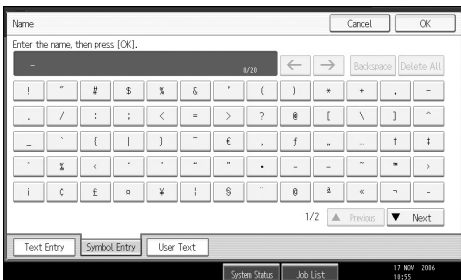 Name Cancel OK
Enter the name, then press [OK].
0/20 ← → Backspace Delete All
! " # $ % & ' ( ) * + , -
. / : ; < = > ? @ [ \ ] ^
_ ` { | } ~ € ‚ ƒ „ … † ‡
< • ~ ™ >
¡ ¢ £ ¤ ¥ ¦ § ¨ ª « ¬ -
1/2 ▲ Previous ▼ Next
Text Entry Symbol Entry User Text
System Status Job List 17 NOV 2006
10:55